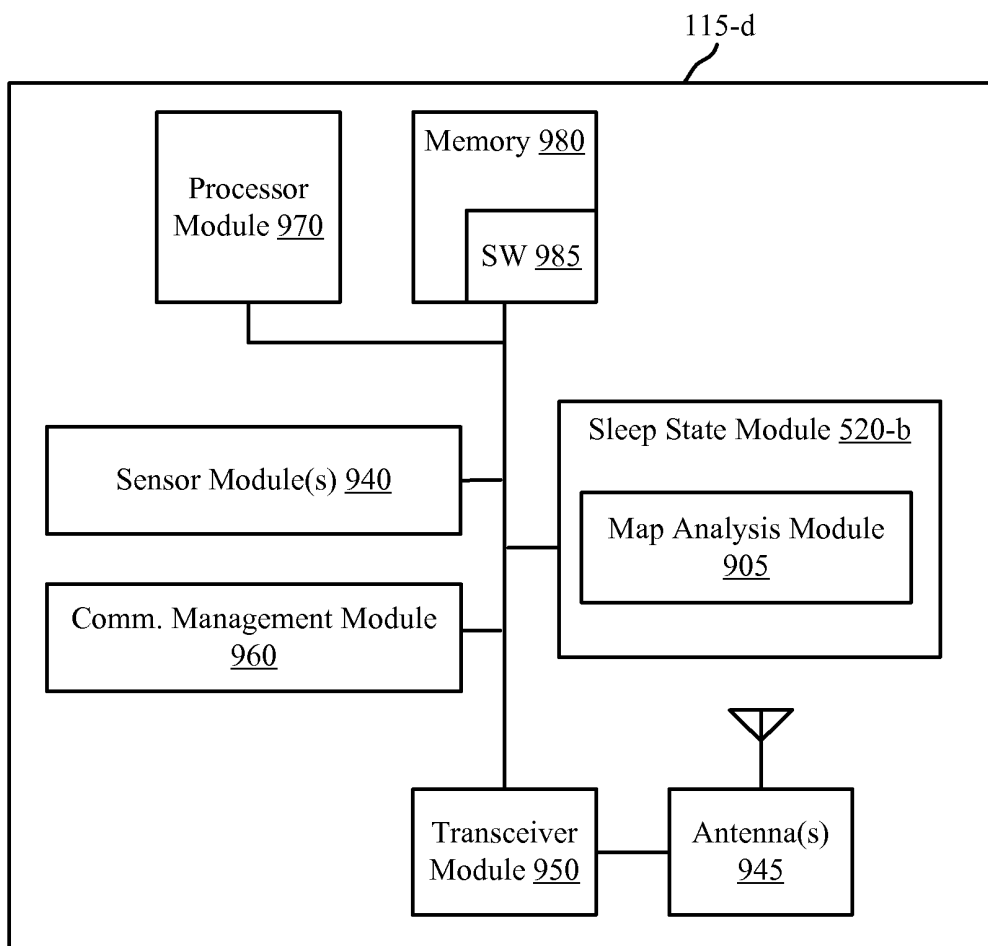 115-d
Processor
Module 970
Memory 980
SW 985
Sensor Module(s) 940
Sleep State Module 520-b
Map Analysis Module
905
Comm. Management Module
960
Transceiver
Module 950
Antenna(s)
945